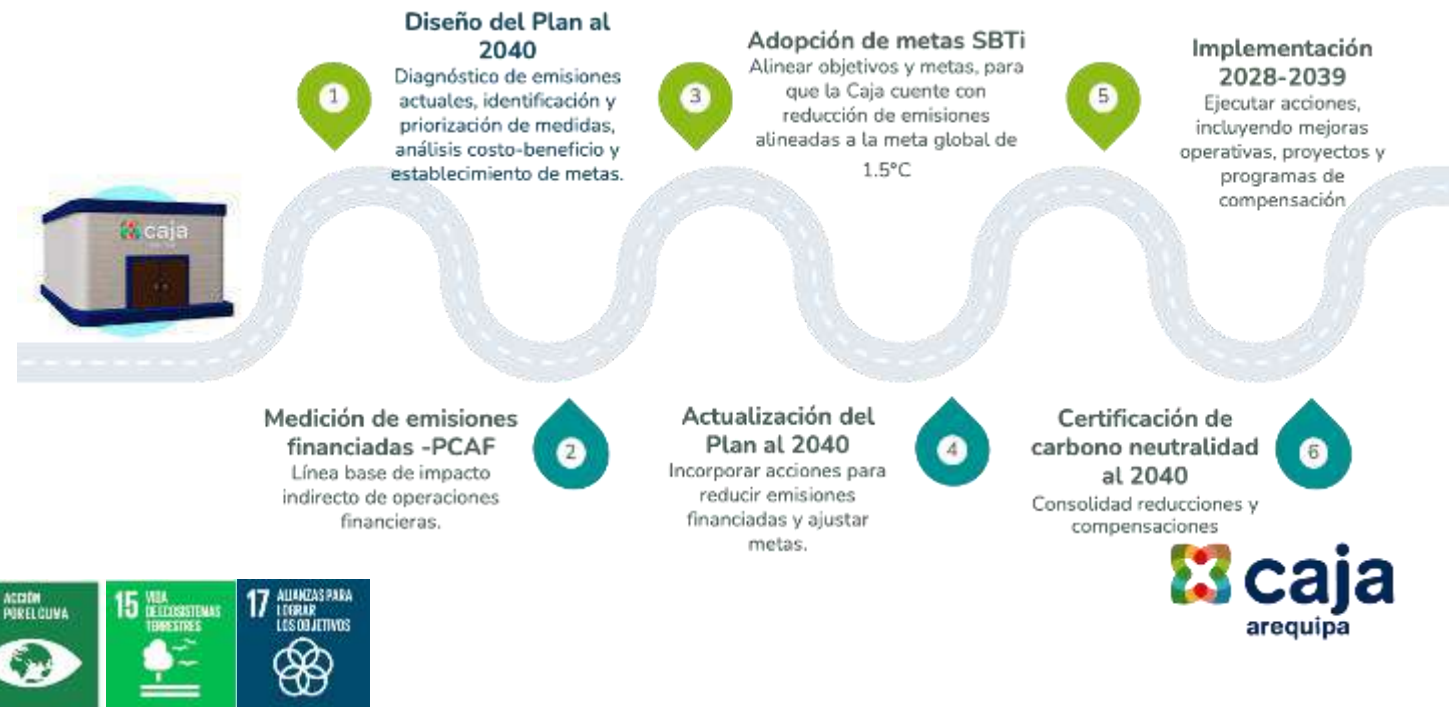 1
Diseño del Plan al
2040
Diagnóstico de emisiones
actuales, identificación y
priorización de medidas,
análisis costo-beneficio y
establecimiento de metas.
2
Medición de emisiones
financiadas -PCAF
Línea base de impacto
indirecto de operaciones
financieras.
3
Adopción de metas SBTi
Alinear objetivos y metas, para
que la Caja cuente con
reducción de emisiones
alineadas a la meta global de
1.5°C
4
Actualización del
Plan al 2040
Incorporar acciones para
reducir emisiones
financiadas y ajustar
metas.
5
Implementación
2028-2039
Ejecutar acciones,
incluyendo mejoras
operativas, proyectos y
programas de
compensación
6
Certificación de
carbono neutralidad
al 2040
Consolidad reducciones y
compensaciones
caja
ACCIÓN
POR EL CLIMA
15 VIDA
DE ECOSISTEMAS
TERRESTRES
17 ALIANZAS PARA
LOGRAR
LOS OBJETIVOS
caja
arequipa